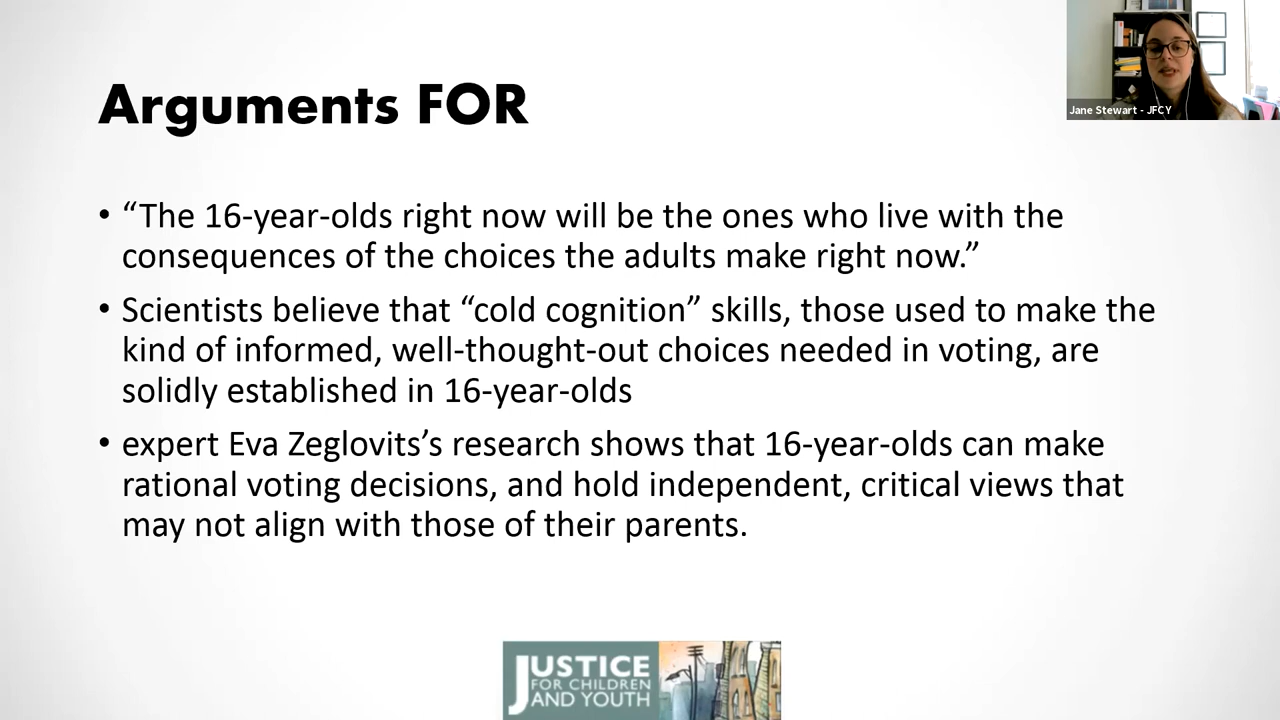 Arguments FOR
Jane Stewart - JFCY
• “The 16-year-olds right now will be the ones who live with the
consequences of the choices the adults make right now.”
• Scientists believe that “cold cognition” skills, those used to make the
kind of informed, well-thought-out choices needed in voting, are
solidly established in 16-year-olds
• expert Eva Zeglovits’s research shows that 16-year-olds can make
rational voting decisions, and hold independent, critical views that
may not align with those of their parents.
JUSTICE
FOR CHILDREN
AND YOUTH